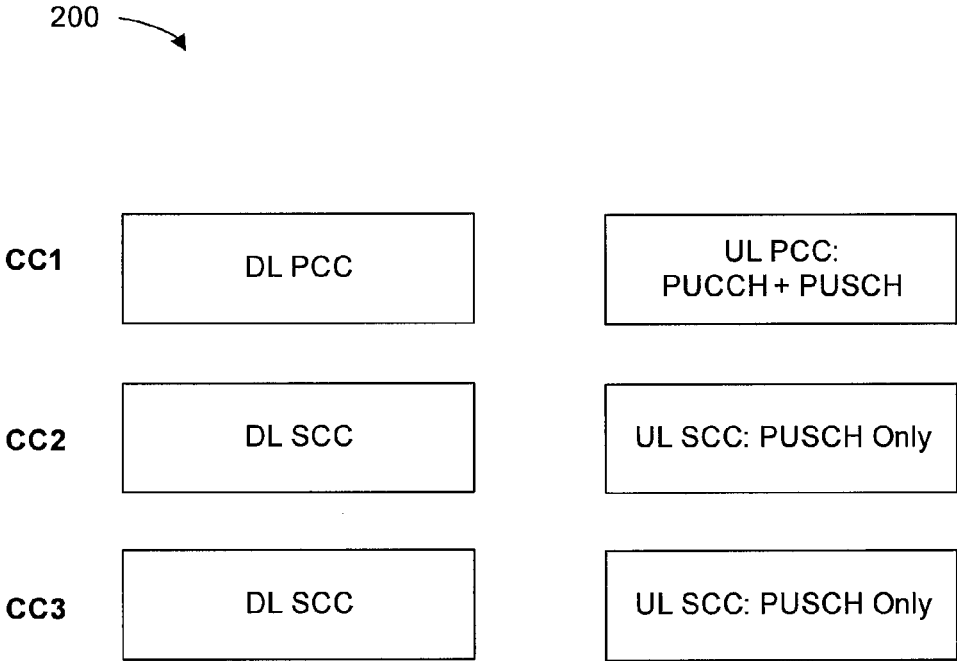 200
CC1
DL PCC
UL PCC:
PUCCH + PUSCH
CC2
DL SCC
UL SCC: PUSCH Only
CC3
DL SCC
UL SCC: PUSCH Only